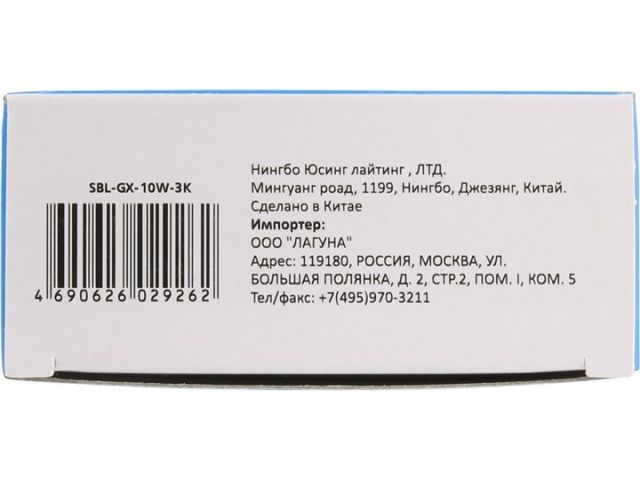 SBL-GX-10W-3K
4 690626 029262
Нингбо Юсинг лайтинг , ЛТД.
Мингуанг роад, 1199, Нингбо, Джезянг, Китай.
Сделано в Китае
Импортер:
ООО "ЛАГУНА"
Адрес: 119180, РОССИЯ, МОСКВА, УЛ.
БОЛЬШАЯ ПОЛЯНКА, Д. 2, СТР.2, ПОМ. I, КОМ. 5
Тел/факс: +7(495)970-3211